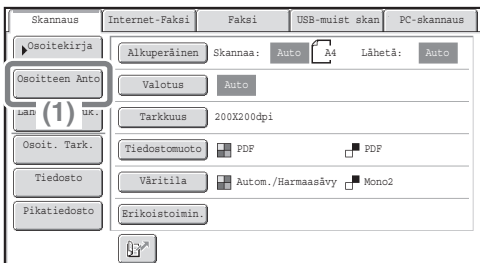 Skannaus Internet-Faksi Faksi USB-muist skan PC-skannaus
Osoitekirja
Alkuperäinen Skannaa: Auto A4 Lähetä: Auto
Osoitteen Anto
Valotus Auto
(1)
Tarkkuus 200X200dpi
Osoit. Tark.
Tiedostomuoto PDF PDF
Tiedosto
Väritila Autom./Harmaasävy Mono2
Pikatiedosto
Erikoistoimin.